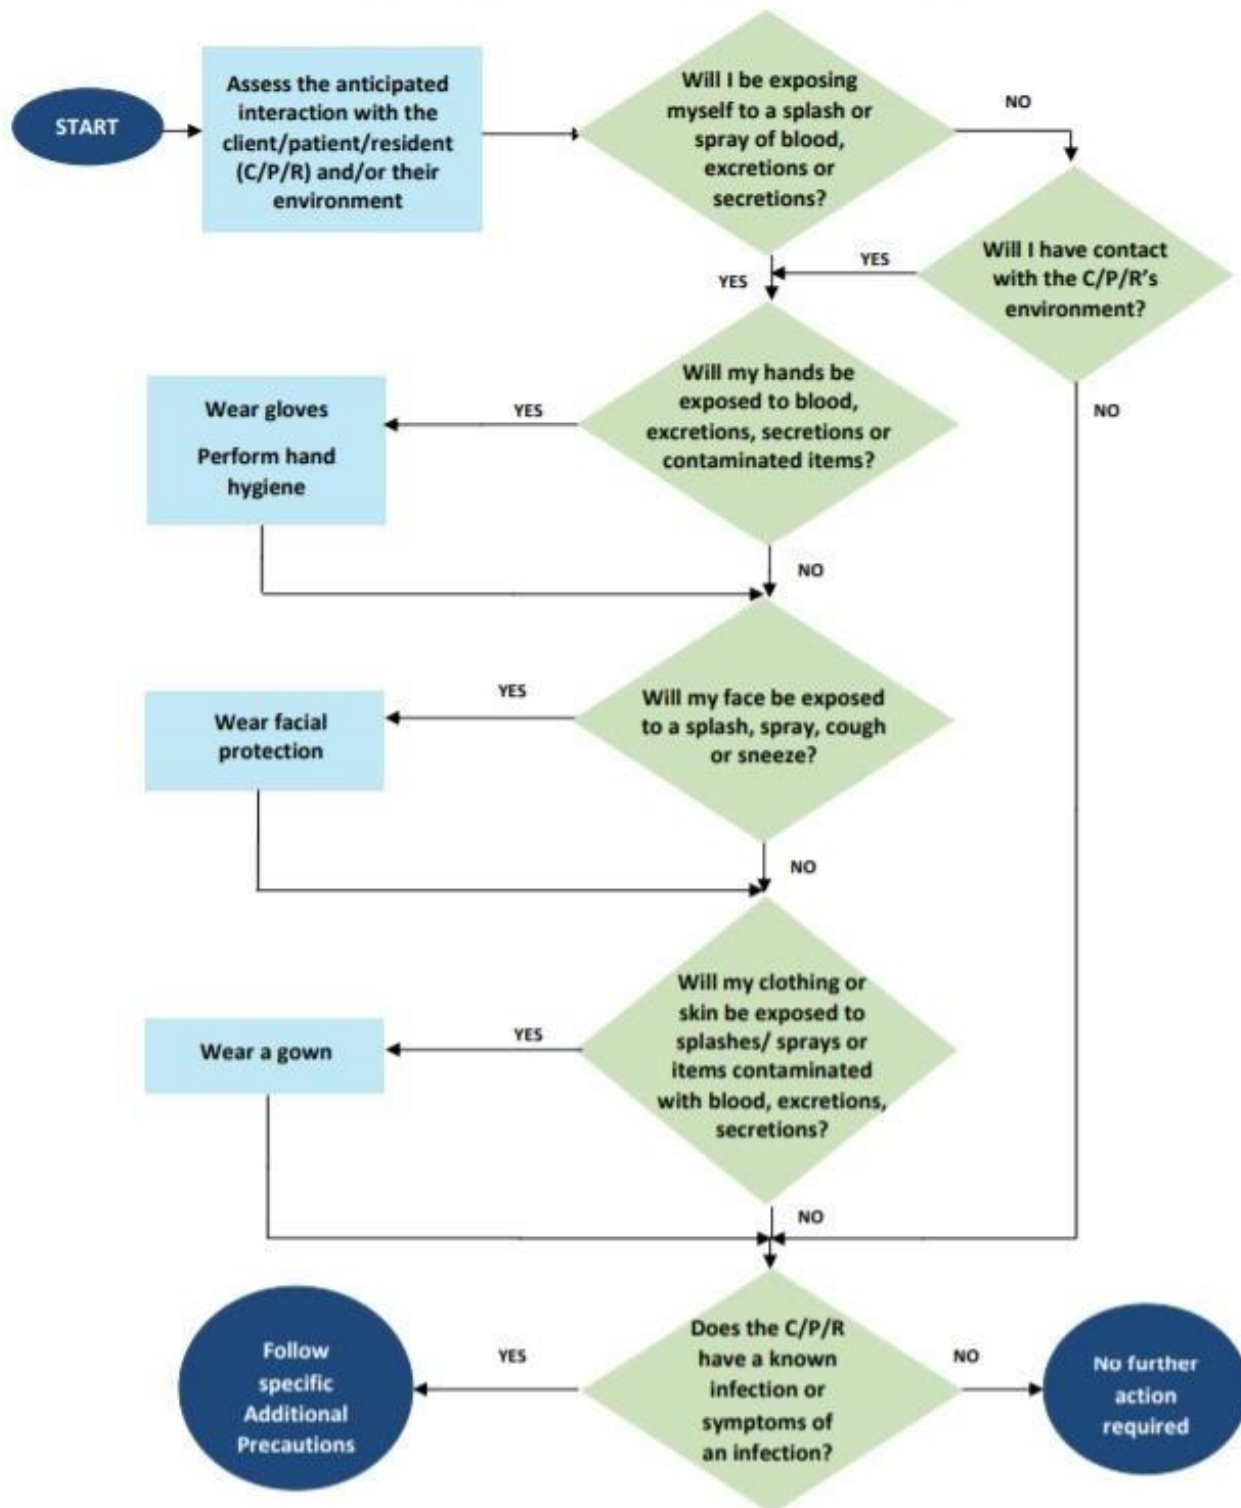 START
Assess the anticipated
interaction with the
client/patient/resident
(C/P/R) and/or their
environment
Will I be exposing
myself to a splash or
spray of blood,
excretions or
secretions?
NO
Will I have contact
with the C/P/R's
environment?
YES
YES
NO
Will my hands be
exposed to blood,
excretions, secretions or
contaminated items?
YES
Wear gloves
Perform hand
hygiene
NO
Will my face be exposed
to a splash, spray, cough
or sneeze?
YES
Wear facial
protection
NO
Will my clothing or
skin be exposed to
splashes/ sprays or
items contaminated
with blood, excretions,
secretions?
YES
Wear a gown
NO
Does the C/P/R
have a known
infection or
symptoms of
an infection?
YES
Follow
specific
Additional
Precautions
NO
No further
action
required